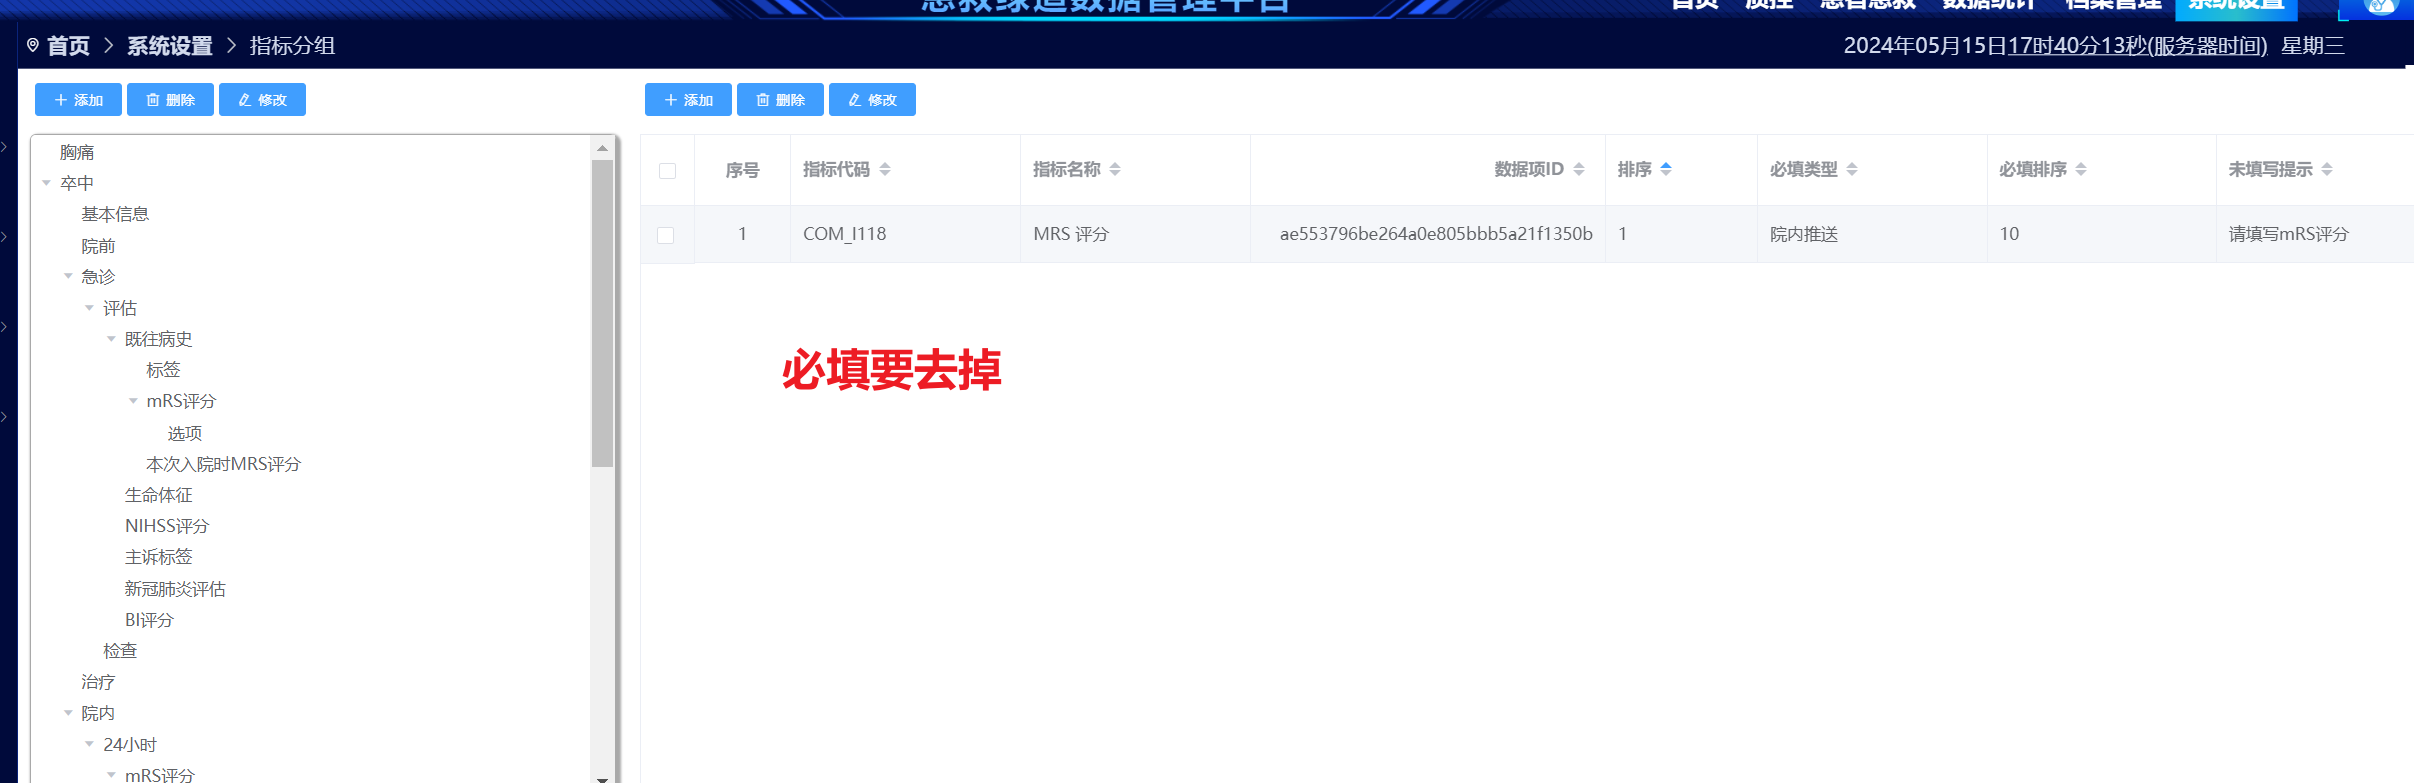 急救绿道数据管理平台
首页 质控 患者急救 数据统计 档案管理 系统设置
首页 > 系统设置 > 指标分组
2024年05月15日17时40分13秒(服务器时间) 星期三
添加 删除 修改
添加 删除 修改
胸痛
卒中
基本信息
院前
急诊
评估
既往病史
标签
mRS评分
选项
本次入院时MRS评分
生命体征
NIHSS评分
主诉标签
新冠肺炎评估
BI评分
检查
治疗
院内
24小时
mRS评分
序号 指标代码 指标名称 数据项ID 排序 必填类型 必填排序 未填写提示
1 COM_I118 MRS 评分 ae553796be264a0e805bbb5a21f1350b 1 院内推送 10 请填写mRS评分
必填要去掉